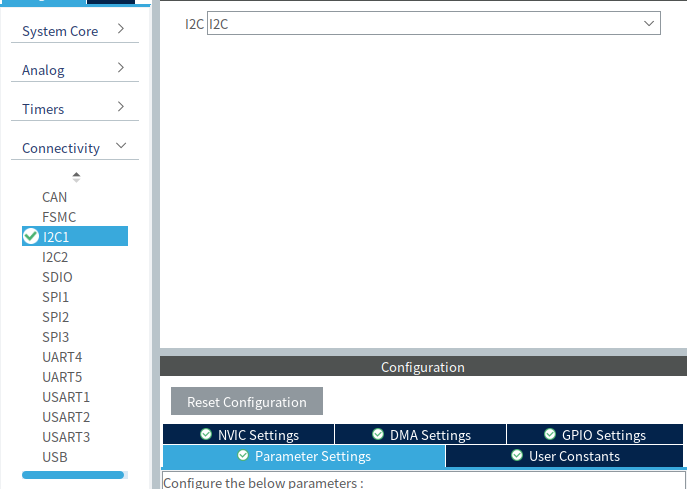 System Core
Analog
Timers
Connectivity
CAN
FSMC
I2C1
I2C2
SDIO
SPI1
SPI2
SPI3
UART4
UART5
USART1
USART2
USART3
USB
I2C I2C
Configuration
Reset Configuration
NVIC Settings DMA Settings GPIO Settings
Parameter Settings User Constants
Configure the below parameters :